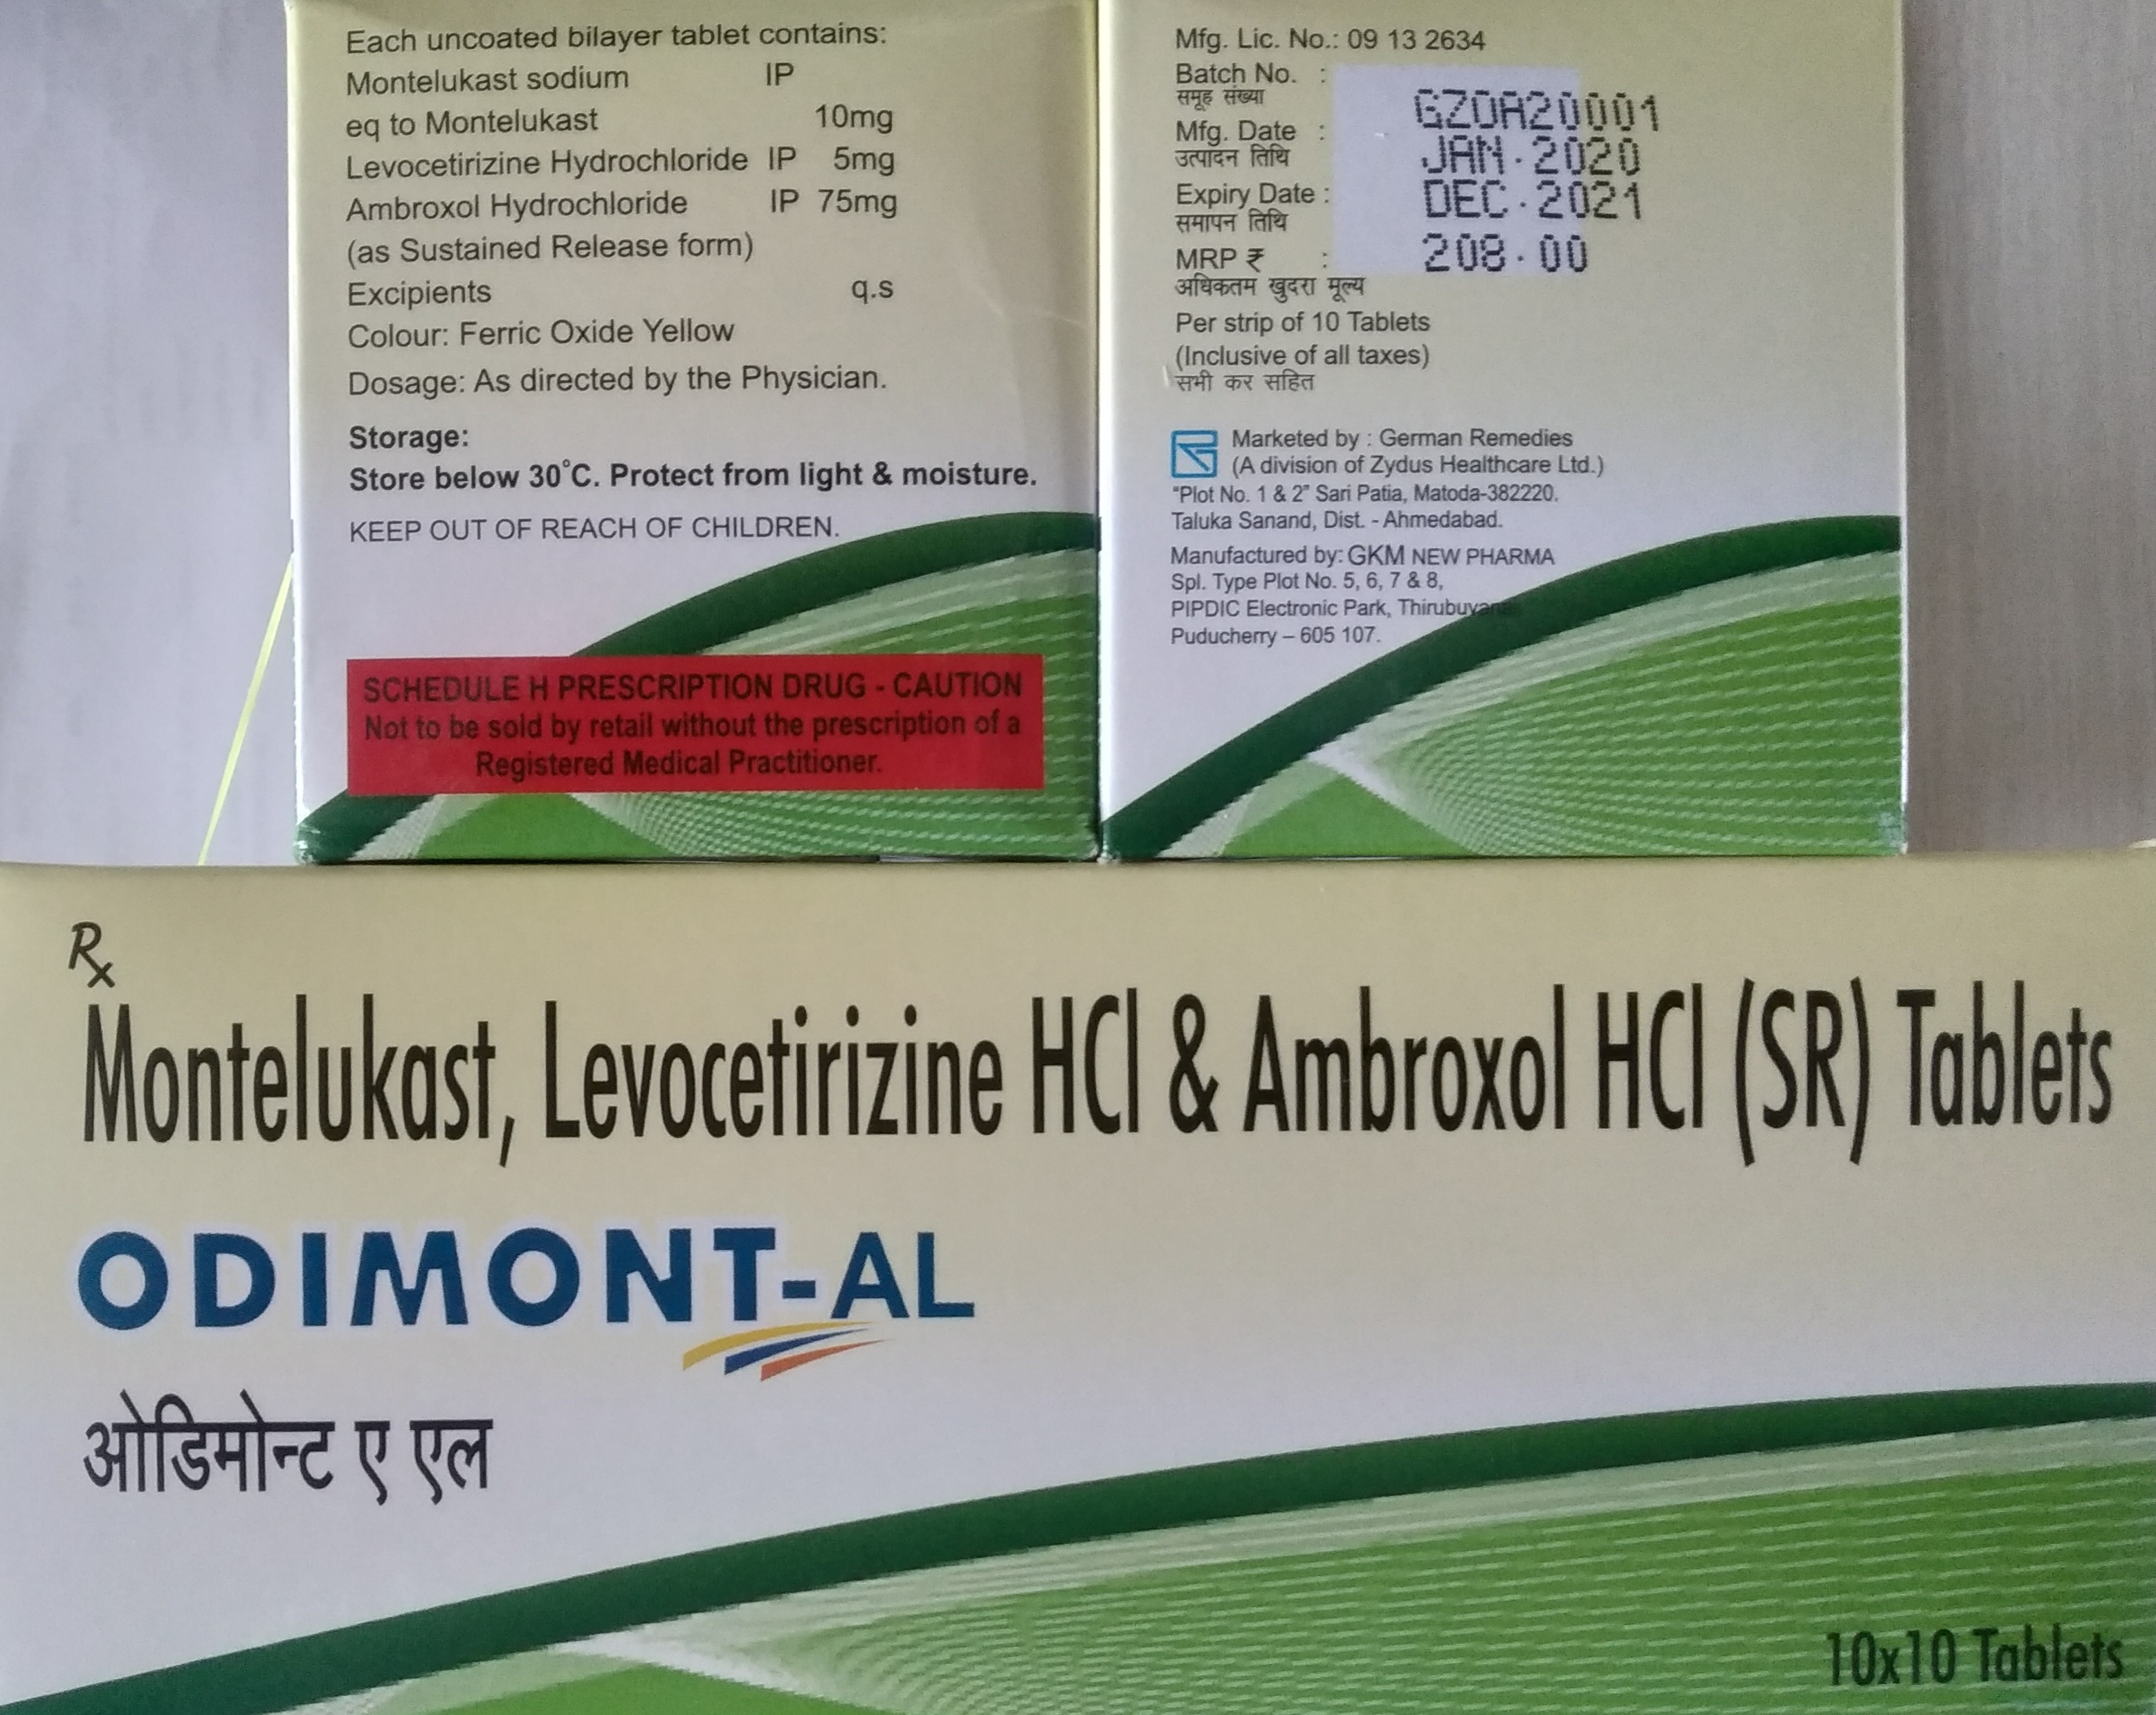 Each uncoated bilayer tablet contains:
Montelukast sodium IP
eq to Montelukast 10mg
Levocetirizine Hydrochloride IP 5mg
Ambroxol Hydrochloride IP 75mg
(as Sustained Release form)
Excipients q.s
Colour: Ferric Oxide Yellow
Dosage: As directed by the Physician.
Storage:
Store below 30°C. Protect from light & moisture.
KEEP OUT OF REACH OF CHILDREN.
SCHEDULE H PRESCRIPTION DRUG - CAUTION
Not to be sold by retail without the prescription of a
Registered Medical Practitioner.
Mfg. Lic. No.: 09 13 2634
Batch No. : GZOA20001
समूह संख्या
Mfg. Date : JAN.2020
उत्पादन तिथि
Expiry Date : DEC.2021
समापन तिथि
MRP ₹ : 208.00
अधिकतम खुदरा मूल्य
Per strip of 10 Tablets
(Inclusive of all taxes)
सभी कर सहित
Marketed by : German Remedies
(A division of Zydus Healthcare Ltd.)
"Plot No. 1 & 2" Sari Patia, Matoda-382220.
Taluka Sanand, Dist. - Ahmedabad.
Manufactured by: GKM NEW PHARMA
Spl. Type Plot No. 5, 6, 7 & 8,
PIPDIC Electronic Park,
Puducherry – 605 107.
Rx
Montelukast, Levocetirizine HCl & Ambroxol HCl (SR) Tablets
ODIMONT-AL
ओडिमोन्ट ए एल
10x10 Tablets